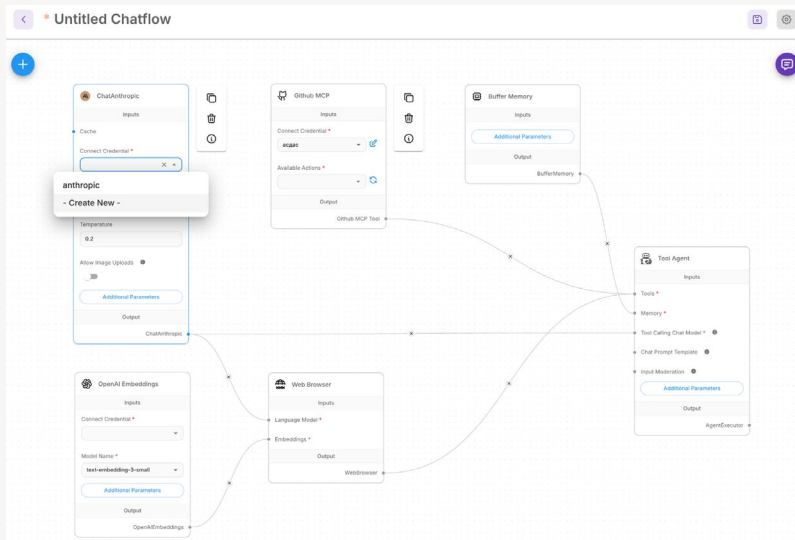 * Untitled Chatflow
ChatAnthropic
Inputs
Cache
Connect Credential *
anthropic
- Create New -
Temperature
0.2
Allow Image Uploads
Additional Parameters
Output
ChatAnthropic
Github MCP
Inputs
Connect Credential *
асдас
Available Actions *
Output
Github MCP Tool
Buffer Memory
Inputs
Additional Parameters
Output
BufferMemory
Tool Agent
Inputs
Tools *
Memory *
Tool Calling Chat Model *
Chat Prompt Template
Input Moderation
Additional Parameters
Output
AgentExecutor
OpenAI Embeddings
Inputs
Connect Credential *
Model Name *
text-embedding-3-small
Additional Parameters
Output
OpenAIEmbeddings
Web Browser
Inputs
Language Model *
Embeddings *
Output
WebBrowser